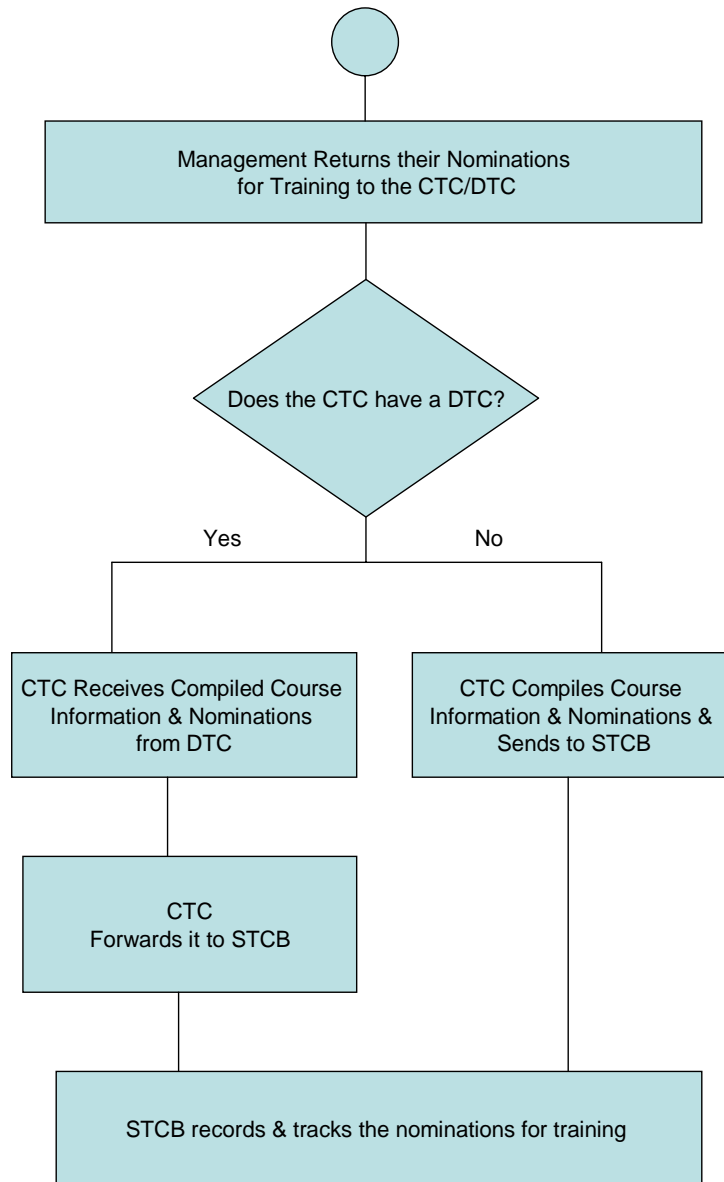 Management Returns their Nominations
for Training to the CTC/DTC
Does the CTC have a DTC?
Yes
No
CTC Receives Compiled Course
Information & Nominations
from DTC
CTC Compiles Course
Information & Nominations &
Sends to STCB
CTC
Forwards it to STCB
STCB records & tracks the nominations for training